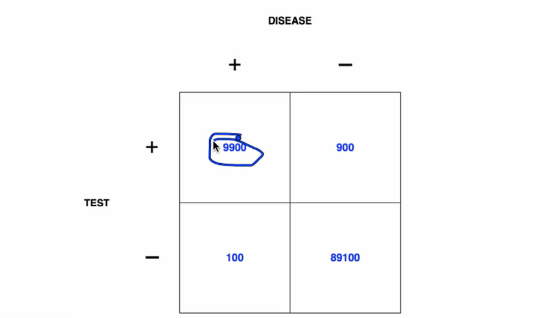 DISEASE
+ −
+ 9900 900
TEST
− 100 89100